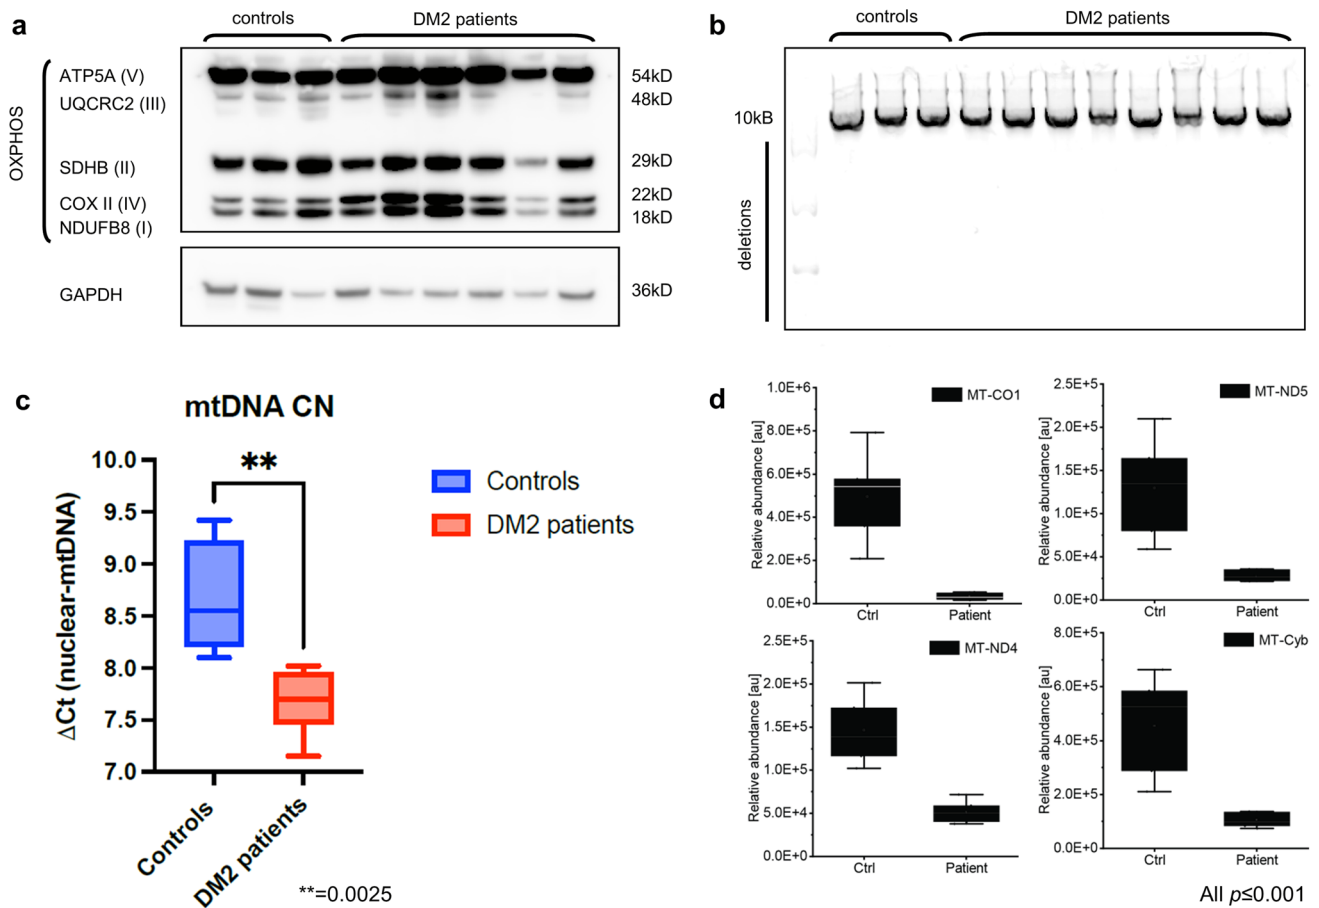 a
controls
DM2 patients
OXPHOS
ATP5A (V)
UQCRC2 (III)
SDHB (II)
COX II (IV)
NDUFB8 (I)
54kD
48kD
29kD
22kD
18kD
GAPDH
36kD
b
controls
DM2 patients
10kB
deletions
c
mtDNA CN
**
ΔCt (nuclear-mtDNA)
10.0
9.5
9.0
8.5
8.0
7.5
7.0
Controls
DM2 patients
Controls
DM2 patients
**=0.0025
d
MT-CO1
Relative abundance [au]
1.0E+6
8.0E+5
6.0E+5
4.0E+5
2.0E+5
0.0E+0
Ctrl
Patient
MT-ND5
Relative abundance [au]
2.5E+5
2.0E+5
1.5E+5
1.0E+5
5.0E+4
0.0E+0
Ctrl
Patient
MT-ND4
Relative abundance [au]
2.5E+5
2.0E+5
1.5E+5
1.0E+5
5.0E+4
0.0E+0
Ctrl
Patient
MT-Cyb
Relative abundance [au]
8.0E+5
6.0E+5
4.0E+5
2.0E+5
0.0E+0
Ctrl
Patient
All p≤0.001